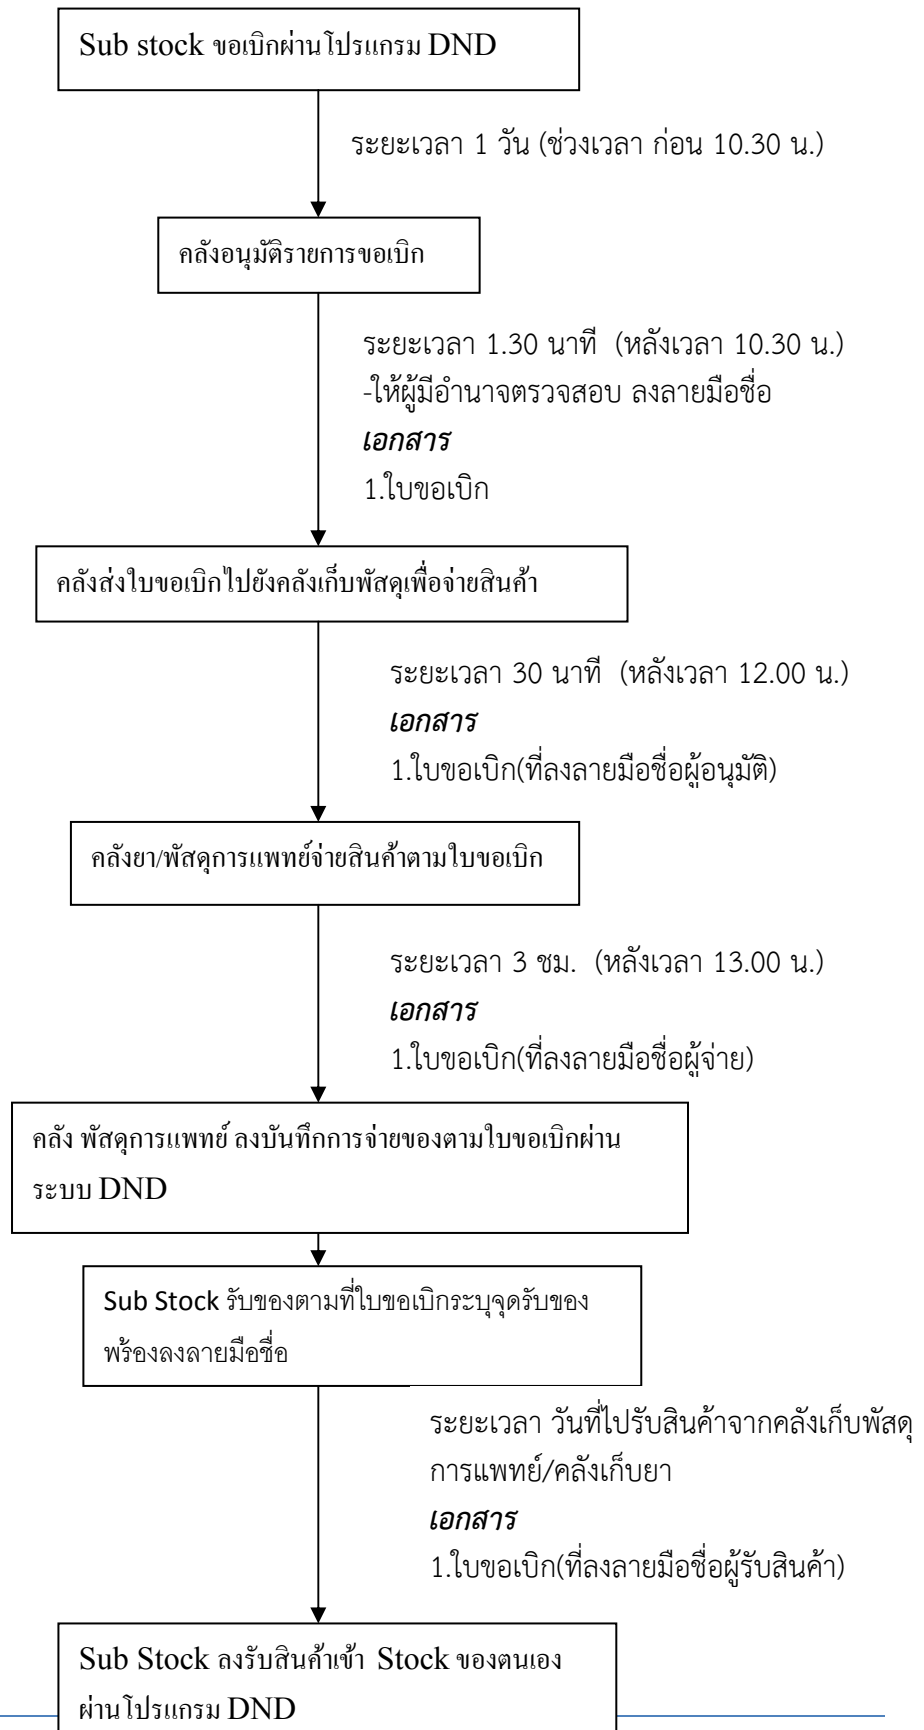 Sub stock ขอเบิกผ่านโปรแกรม DND
ระยะเวลา 1 วัน (ช่วงเวลา ก่อน 10.30 น.)
คลังอนุมัติรายการขอเบิก
ระยะเวลา 1.30 นาที (หลังเวลา 10.30 น.)
-ให้ผู้มีอำนาจตรวจสอบ ลงลายมือชื่อ
เอกสาร
1.ใบขอเบิก
คลังส่งใบขอเบิกไปยังคลังเก็บพัสดุเพื่อจ่ายสินค้า
ระยะเวลา 30 นาที (หลังเวลา 12.00 น.)
เอกสาร
1.ใบขอเบิก(ที่ลงลายมือชื่อผู้อนุมัติ)
คลังยา/พัสดุการแพทย์จ่ายสินค้าตามใบขอเบิก
ระยะเวลา 3 ชม. (หลังเวลา 13.00 น.)
เอกสาร
1.ใบขอเบิก(ที่ลงลายมือชื่อผู้จ่าย)
คลัง พัสดุการแพทย์ ลงบันทึกการจ่ายของตามใบขอเบิกผ่าน
ระบบ DND
Sub Stock รับของตามที่ใบขอเบิกระบุจุดรับของ
พร้องลงลายมือชื่อ
ระยะเวลา วันที่ไปรับสินค้าจากคลังเก็บพัสดุ
การแพทย์/คลังเก็บยา
เอกสาร
1.ใบขอเบิก(ที่ลงลายมือชื่อผู้รับสินค้า)
Sub Stock ลงรับสินค้าเข้า Stock ของตนเอง
ผ่านโปรแกรม DND